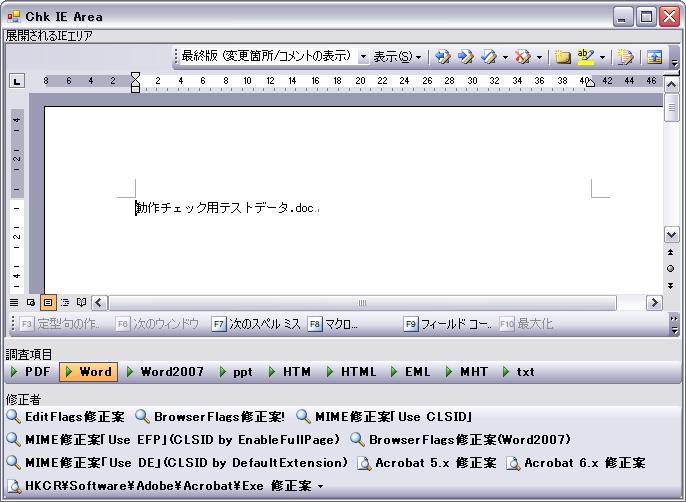 Chk IE Area
展開されるIEエリア
最終版 (変更箇所/コメントの表示) 表示(S)
L 8 6 4 2 2 4 6 8 10 12 14 16 18 20 22 24 26 28 30 32 34 36 38 40 42 44 46
動作チェック用テストデータ.doc
F3 定型句の作.. F6 次のウィンドウ F7 次のスペル ミス F8 マクロ... F9 フィールド コー.. F10 最大化
調査項目
PDF Word Word2007 ppt HTM HTML EML MHT txt
修正者
EditFlags修正案 BrowserFlags修正案! MIME修正案「Use CLSID」
MIME修正案「Use EFP」(CLSID by EnableFullPage) BrowserFlags修正案(Word2007)
MIME修正案「Use DE」(CLSID by DefaultExtension) Acrobat 5.x 修正案 Acrobat 6.x 修正案
HKCR¥Software¥Adobe¥Acrobat¥Exe 修正案